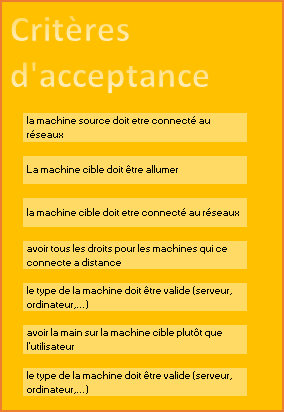 Critères
d'acceptance
la machine source doit etre connecté au
réseaux
La machine cible doit être allumer
la machine cible doit etre connecté au réseaux
avoir tous les droits pour les machines qui ce
connecte a distance
le type de la machine doit être valide (serveur,
ordinateur,...)
avoir la main sur la machine cible plutôt que
l'utilisateur
le type de la machine doit être valide (serveur,
ordinateur,...)